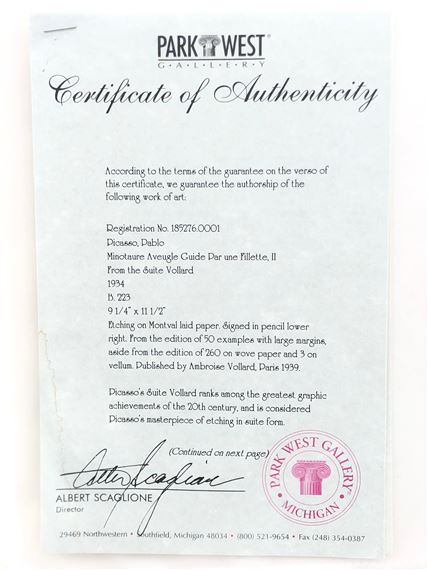 PARK WEST®
G·A·L·L·E·R·Y
Certificate of Authenticity
According to the terms of the guarantee on the verso of
this certificate, we guarantee the authorship of the
following work of art:
Registration No. 185276.0001
Picasso, Pablo
Minotaure Aveugle Guide Par une Fillette, II
From the Suite Vollard
1934
B. 223
9 1/4" x 11 1/2"
Etching on Montval laid paper. Signed in pencil lower
right. From the edition of 50 examples with large margins,
aside from the edition of 260 on wove paper and 3 on
vellum. Published by Ambroise Vollard, Paris 1939.
Picasso's Suite Vollard ranks among the greatest graphic
achievements of the 20th century, and is considered
Picasso's masterpiece of etching in suite form.
(Continued on next page)
Albert Scaglione
ALBERT SCAGLIONE
Director
PARK WEST GALLERY
• MICHIGAN •
29469 Northwestern • Southfield, Michigan 48034 • (800) 521-9654 • Fax (248) 354-0387